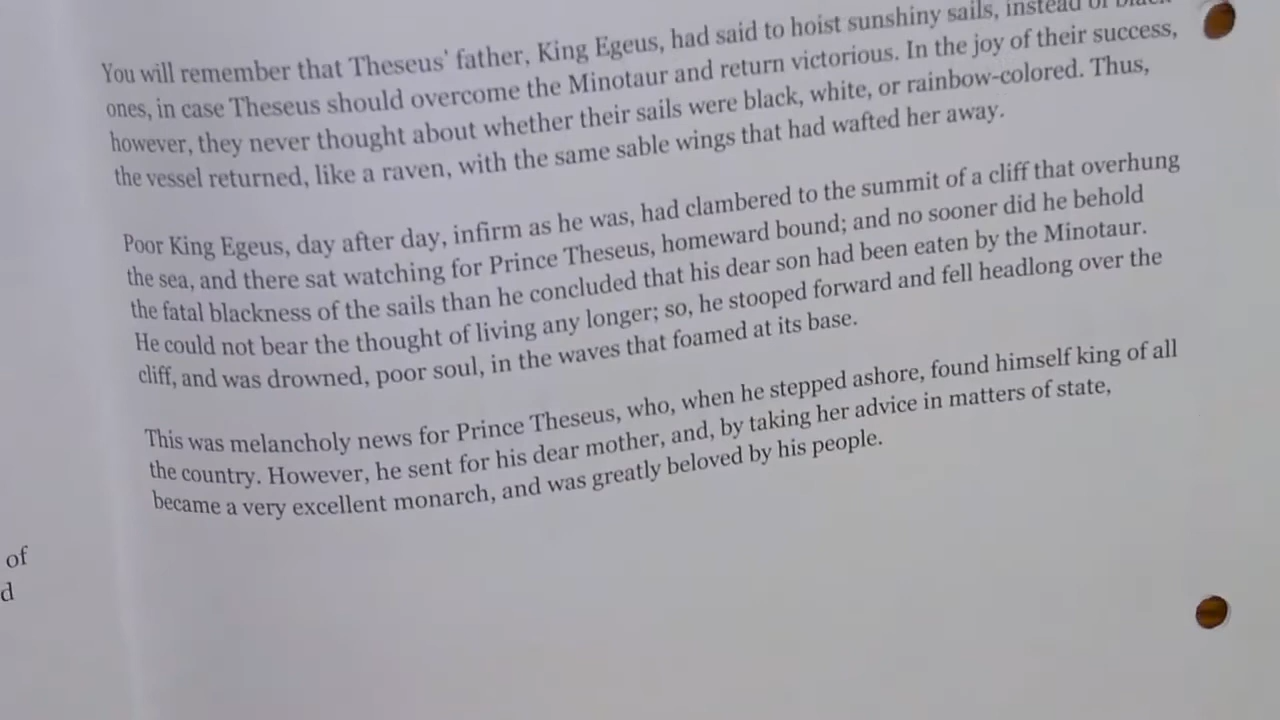 You will remember that Theseus' father, King Egeus, had said to hoist sunshiny sails, instead of black
ones, in case Theseus should overcome the Minotaur and return victorious. In the joy of their success,
however, they never thought about whether their sails were black, white, or rainbow-colored. Thus,
the vessel returned, like a raven, with the same sable wings that had wafted her away.
Poor King Egeus, day after day, infirm as he was, had clambered to the summit of a cliff that overhung
the sea, and there sat watching for Prince Theseus, homeward bound; and no sooner did he behold
the fatal blackness of the sails than he concluded that his dear son had been eaten by the Minotaur.
He could not bear the thought of living any longer; so, he stooped forward and fell headlong over the
cliff, and was drowned, poor soul, in the waves that foamed at its base.
This was melancholy news for Prince Theseus, who, when he stepped ashore, found himself king of all
the country. However, he sent for his dear mother, and, by taking her advice in matters of state,
became a very excellent monarch, and was greatly beloved by his people.
of
d